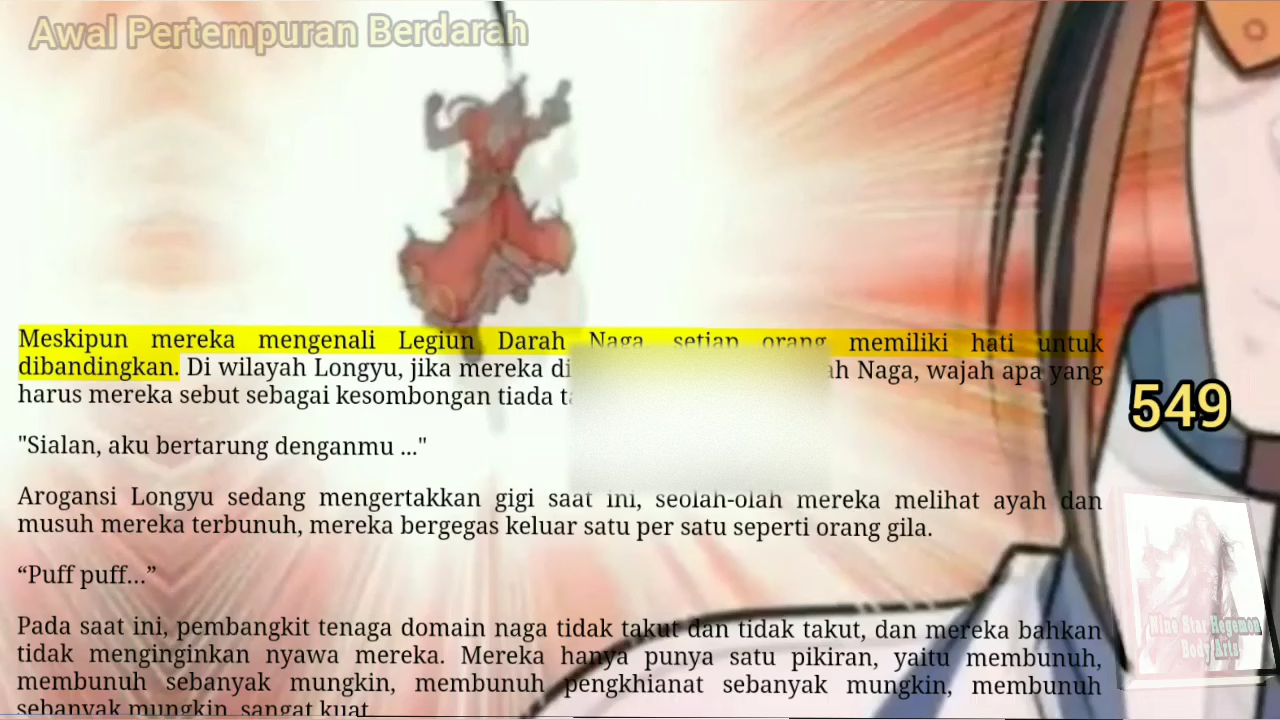 Awal Pertempuran Berdarah
Meskipun mereka mengenali Legiun Darah Naga, setiap orang memiliki hati untuk
dibandingkan. Di wilayah Longyu, jika mereka di ah Naga, wajah apa yang
harus mereka sebut sebagai kesombongan tiada
549
"Sialan, aku bertarung denganmu ..."
Arogansi Longyu sedang mengertakkan gigi saat ini, seolah-olah mereka melihat ayah dan
musuh mereka terbunuh, mereka bergegas keluar satu per satu seperti orang gila.
“Puff puff...”
Pada saat ini, pembangkit tenaga domain naga tidak takut dan tidak takut, dan mereka bahkan
tidak menginginkan nyawa mereka. Mereka hanya punya satu pikiran, yaitu membunuh,
membunuh sebanyak mungkin, membunuh pengkhianat sebanyak mungkin, membunuh
sebanyak mungkin, sangat kuat
Nine Star Hegemon
Body Arts